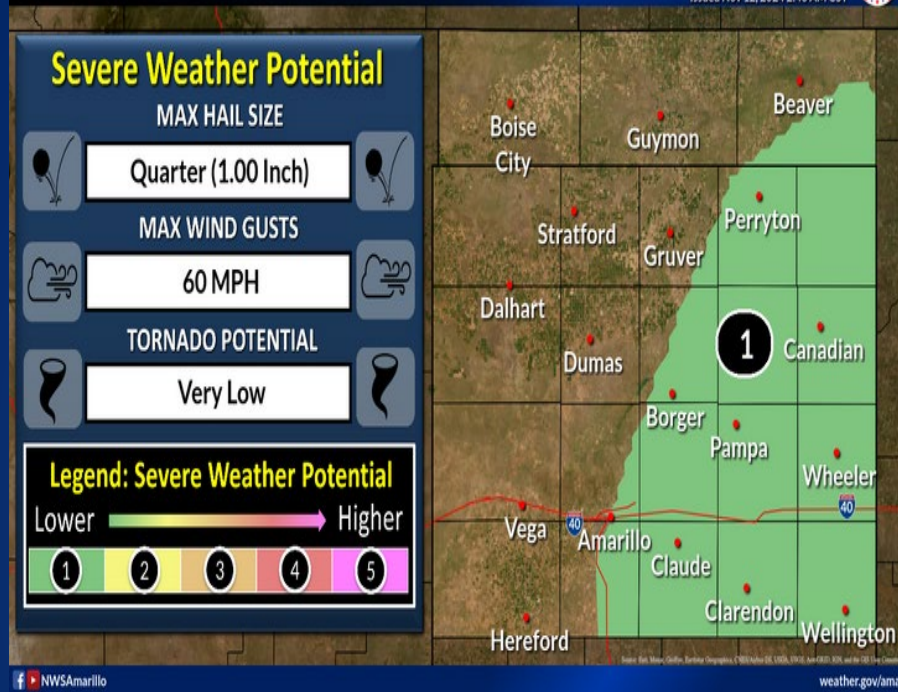 Severe Weather Potential
MAX HAIL SIZE
Quarter (1.00 Inch)
MAX WIND GUSTS
60 MPH
TORNADO POTENTIAL
Very Low
Legend: Severe Weather Potential
Lower Higher
1 2 3 4 5
Beaver
Boise
City
Guymon
Perryton
Stratford
Gruver
Dalhart
1
Canadian
Dumas
Borger
Pampa
Wheeler
40
Vega
40
Amarillo
Claude
Clarendon
Wellington
Hereford
NWSAmarillo
weather.gov/ama